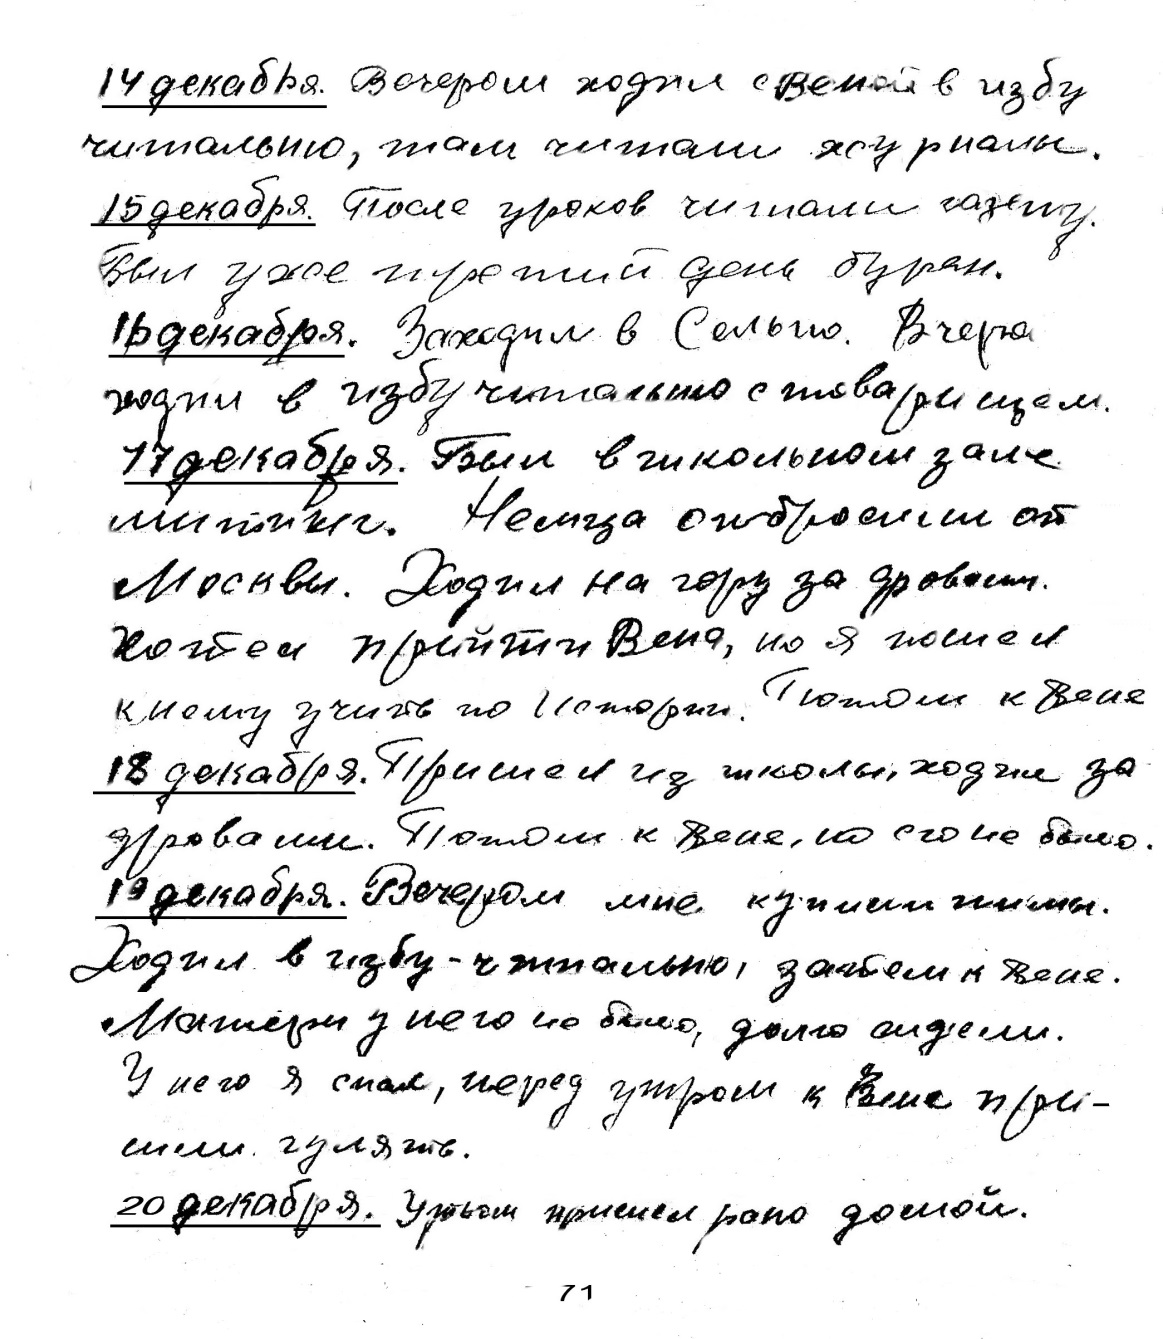 14 декабря. Вечером ходил с Веной в избу
читальню, там читали журналы.
15 декабря. После уроков читали газету.
Был уже третий день буран.
16 декабря. Заходил в Сельпо. Вчера
ходил в избу читальню с товарищем.
17 декабря. Был в школьном зале
митинг. Немца отбросили от
Москвы. Ходил на гору за дровами.
Хотел прийти Вена, но я пошел
к нему учить по Истории. Потом к Вене
18 декабря. Пришел из школы, ходил за
дровами. Потом к Вене, но его не было.
19 декабря. Вечером мне купили пимы.
Ходил в избу-читальню, затем к Вене.
Матери у него не было, долго сидели.
У него я спал, перед утром к Вене при-
шли гулять.
20 декабря. Утром пришел рано домой.
71